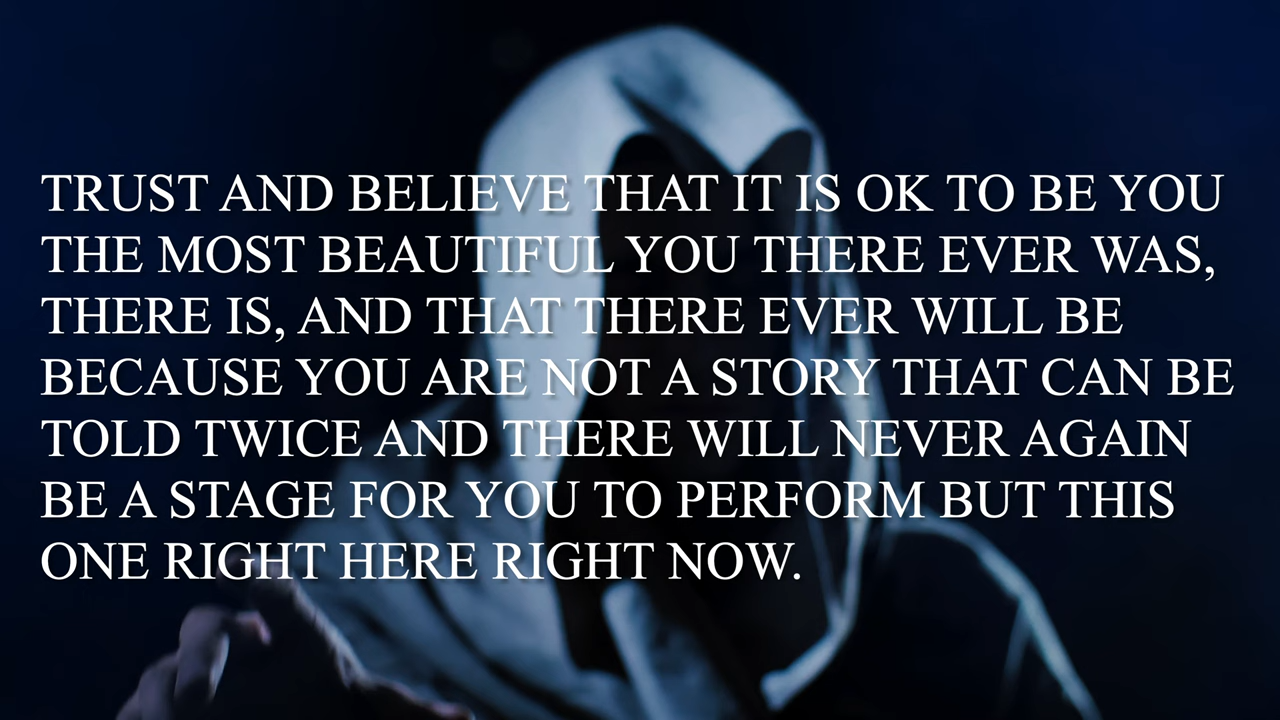 TRUST AND BELIEVE THAT IT IS OK TO BE YOU
THE MOST BEAUTIFUL YOU THERE EVER WAS,
THERE IS, AND THAT THERE EVER WILL BE
BECAUSE YOU ARE NOT A STORY THAT CAN BE
TOLD TWICE AND THERE WILL NEVER AGAIN
BE A STAGE FOR YOU TO PERFORM BUT THIS
ONE RIGHT HERE RIGHT NOW.